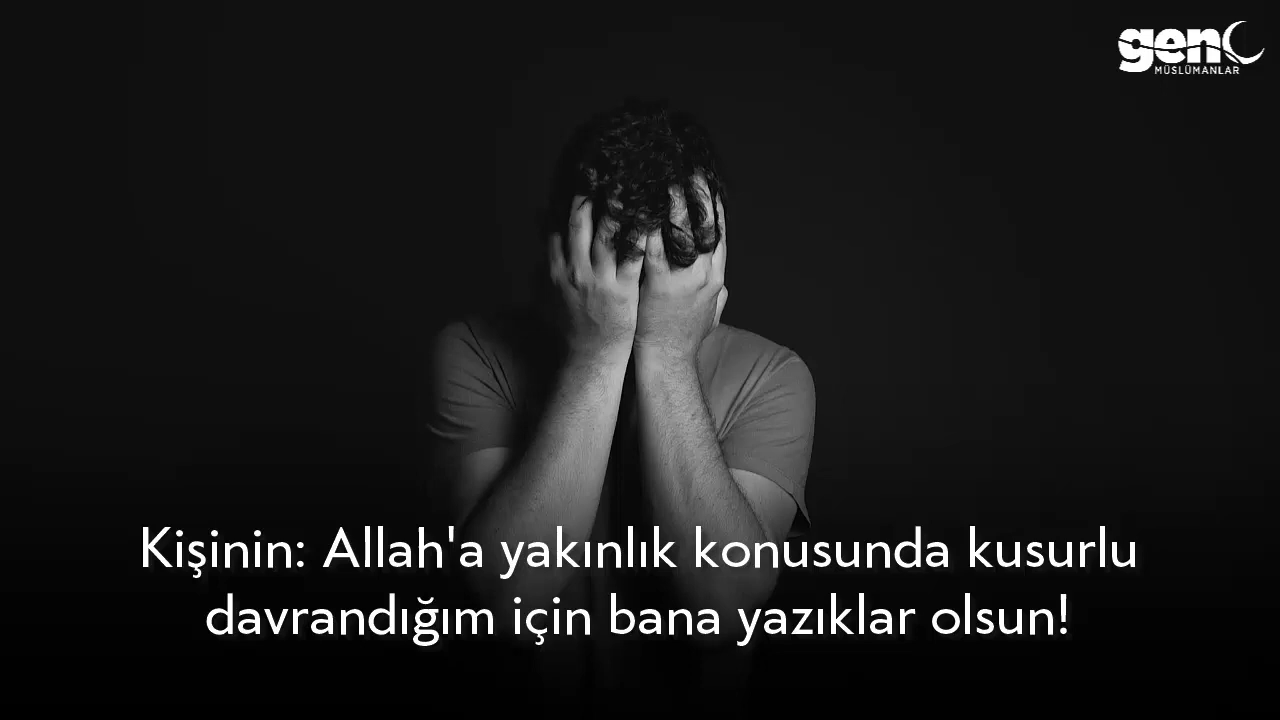 genç
MÜSLÜMANLAR
Kişinin: Allah'a yakınlık konusunda kusurlu
davrandığım için bana yazıklar olsun!